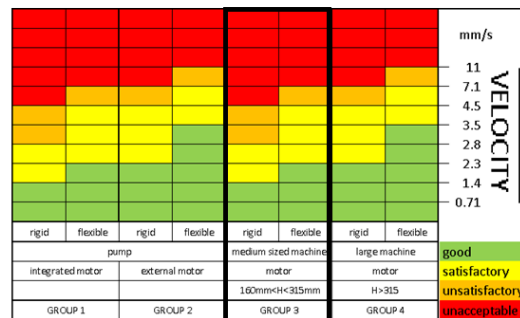 mm/s
11
7.1
4.5
3.5
2.8
2.3
1.4
0.71
VELOCITY
rigid flexible rigid flexible rigid flexible rigid flexible
pump medium sized machine large machine
integrated motor external motor motor motor
160mm<H<315mm H>315
GROUP 1 GROUP 2 GROUP 3 GROUP 4
good
satisfactory
unsatisfactory
unacceptable